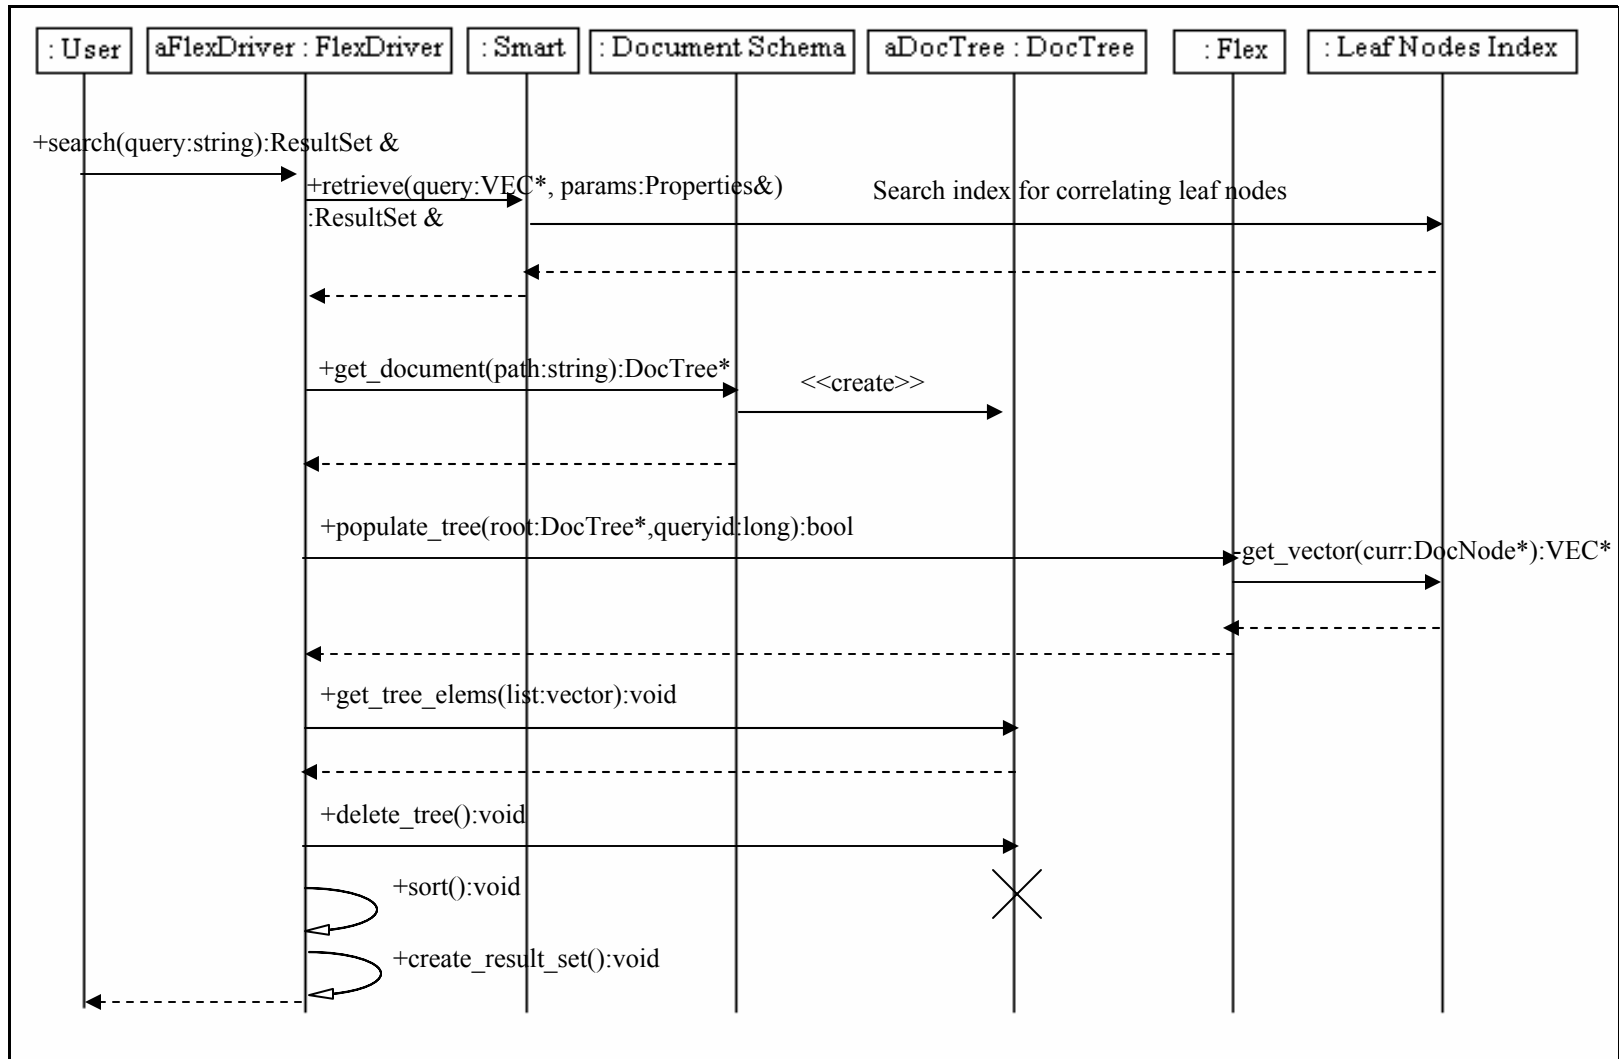 : User
aFlexDriver : FlexDriver
: Smart
: Document Schema
aDocTree : DocTree
: Flex
: Leaf Nodes Index
+search(query:string):ResultSet &
+retrieve(query:VEC*, params:Properties&)
:ResultSet &
Search index for correlating leaf nodes
+get_document(path:string):DocTree*
<<create>>
+populate_tree(root:DocTree*,queryid:long):bool
-get_vector(curr:DocNode*):VEC*
+get_tree_elems(list:vector):void
+delete_tree():void
+sort():void
+create_result_set():void